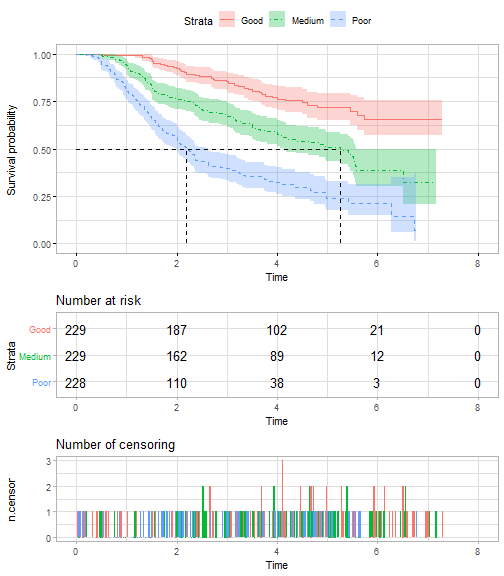 Strata Good Medium Poor
Survival probability
1.00
0.75
0.50
0.25
0.00
0 2 4 6 8
Time
Number at risk
Strata
Good 229 187 102 21 0
Medium 229 162 89 12 0
Poor 228 110 38 3 0
0 2 4 6 8
Time
Number of censoring
n.censor
3
2
1
0
0 2 4 6 8
Time